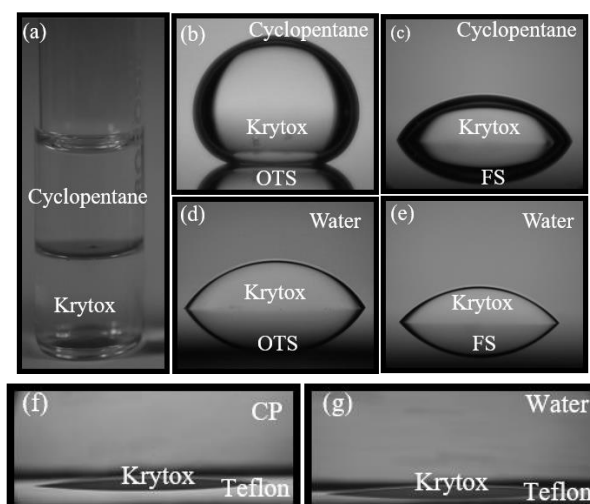 (a)
Cyclopentane
Krytox
(b) Cyclopentane
Krytox
OTS
(c) Cyclopentane
Krytox
FS
(d) Water
Krytox
OTS
(e) Water
Krytox
FS
(f) CP
Krytox
Teflon
(g) Water
Krytox
Teflon